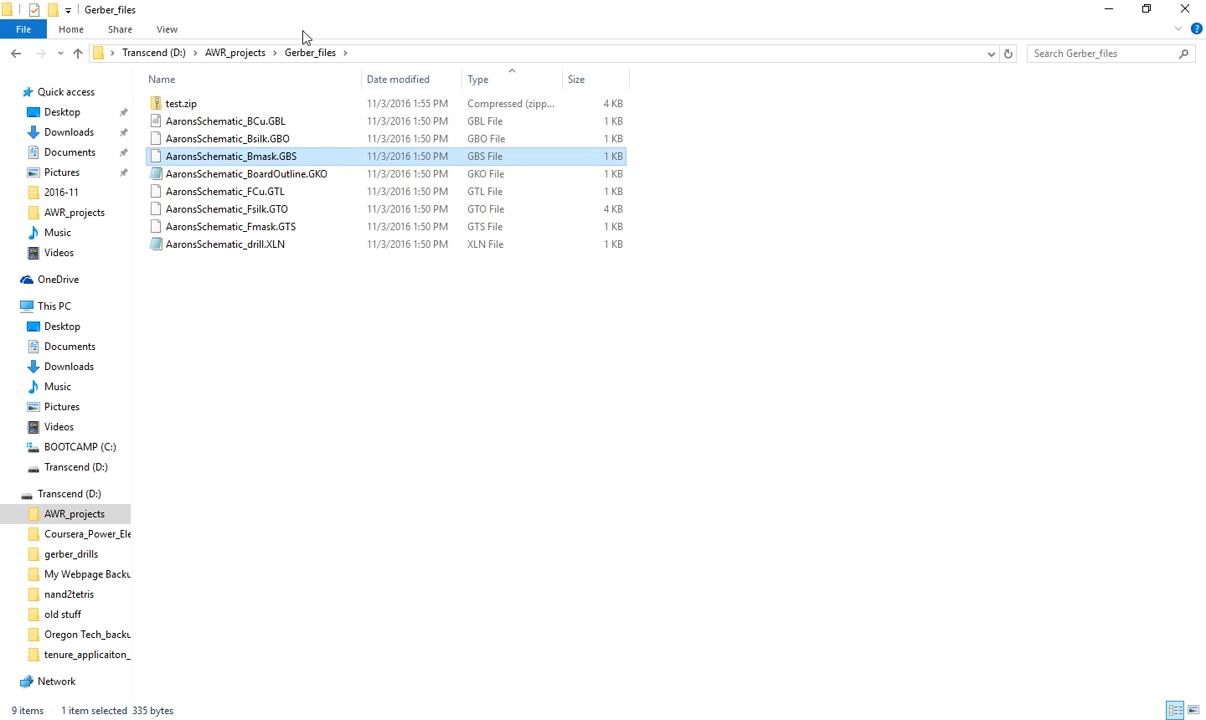 Gerber_files
File Home Share View
Transcend (D:) AWR_projects Gerber_files Search Gerber_files
Name Date modified Type Size
test.zip 11/3/2016 1:55 PM Compressed (zipp... 4 KB
AaronsSchematic_BCu.GBL 11/3/2016 1:50 PM GBL File 1 KB
AaronsSchematic_Bsilk.GBO 11/3/2016 1:50 PM GBO File 1 KB
AaronsSchematic_Bmask.GBS 11/3/2016 1:50 PM GBS File 1 KB
AaronsSchematic_BoardOutline.GKO 11/3/2016 1:50 PM GKO File 1 KB
AaronsSchematic_FCu.GTL 11/3/2016 1:50 PM GTL File 1 KB
AaronsSchematic_Fsilk.GTO 11/3/2016 1:50 PM GTO File 4 KB
AaronsSchematic_Fmask.GTS 11/3/2016 1:50 PM GTS File 1 KB
AaronsSchematic_drill.XLN 11/3/2016 1:50 PM XLN File 1 KB
Quick access
Desktop
Downloads
Documents
Pictures
2016-11
AWR_projects
Music
Videos
OneDrive
This PC
Desktop
Documents
Downloads
Music
Pictures
Videos
BOOTCAMP (C:)
Transcend (D:)
Transcend (D:)
AWR_projects
Coursera_Power_Ele
gerber_drills
My Webpage Backu
nand2tetris
old stuff
Oregon Tech_backu
tenure_applicaiton_
Network
9 items 1 item selected 335 bytes